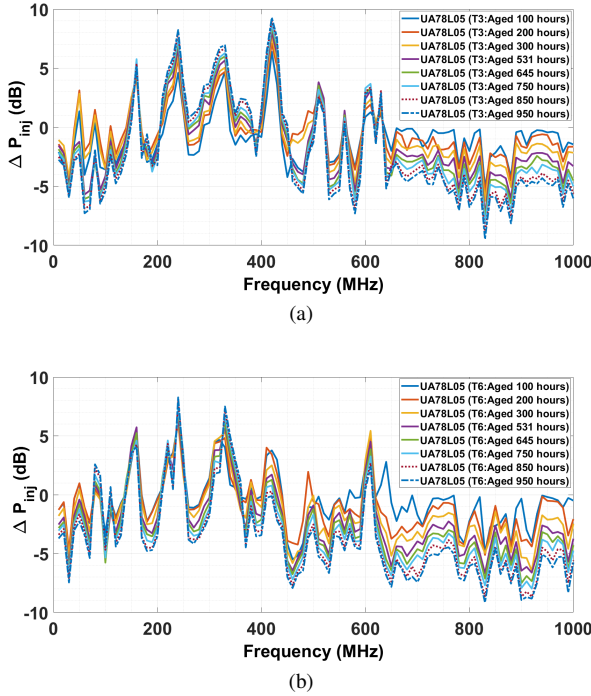 10
5
0
-5
-10
Δ P_inj (dB)
UA78L05 (T3:Aged 100 hours)
UA78L05 (T3:Aged 200 hours)
UA78L05 (T3:Aged 300 hours)
UA78L05 (T3:Aged 531 hours)
UA78L05 (T3:Aged 645 hours)
UA78L05 (T3:Aged 750 hours)
UA78L05 (T3:Aged 850 hours)
UA78L05 (T3:Aged 950 hours)
0 200 400 600 800 1000
Frequency (MHz)
(a)
10
5
0
-5
-10
Δ P_inj (dB)
UA78L05 (T6:Aged 100 hours)
UA78L05 (T6:Aged 200 hours)
UA78L05 (T6:Aged 300 hours)
UA78L05 (T6:Aged 531 hours)
UA78L05 (T6:Aged 645 hours)
UA78L05 (T6:Aged 750 hours)
UA78L05 (T6:Aged 850 hours)
UA78L05 (T6:Aged 950 hours)
0 200 400 600 800 1000
Frequency (MHz)
(b)